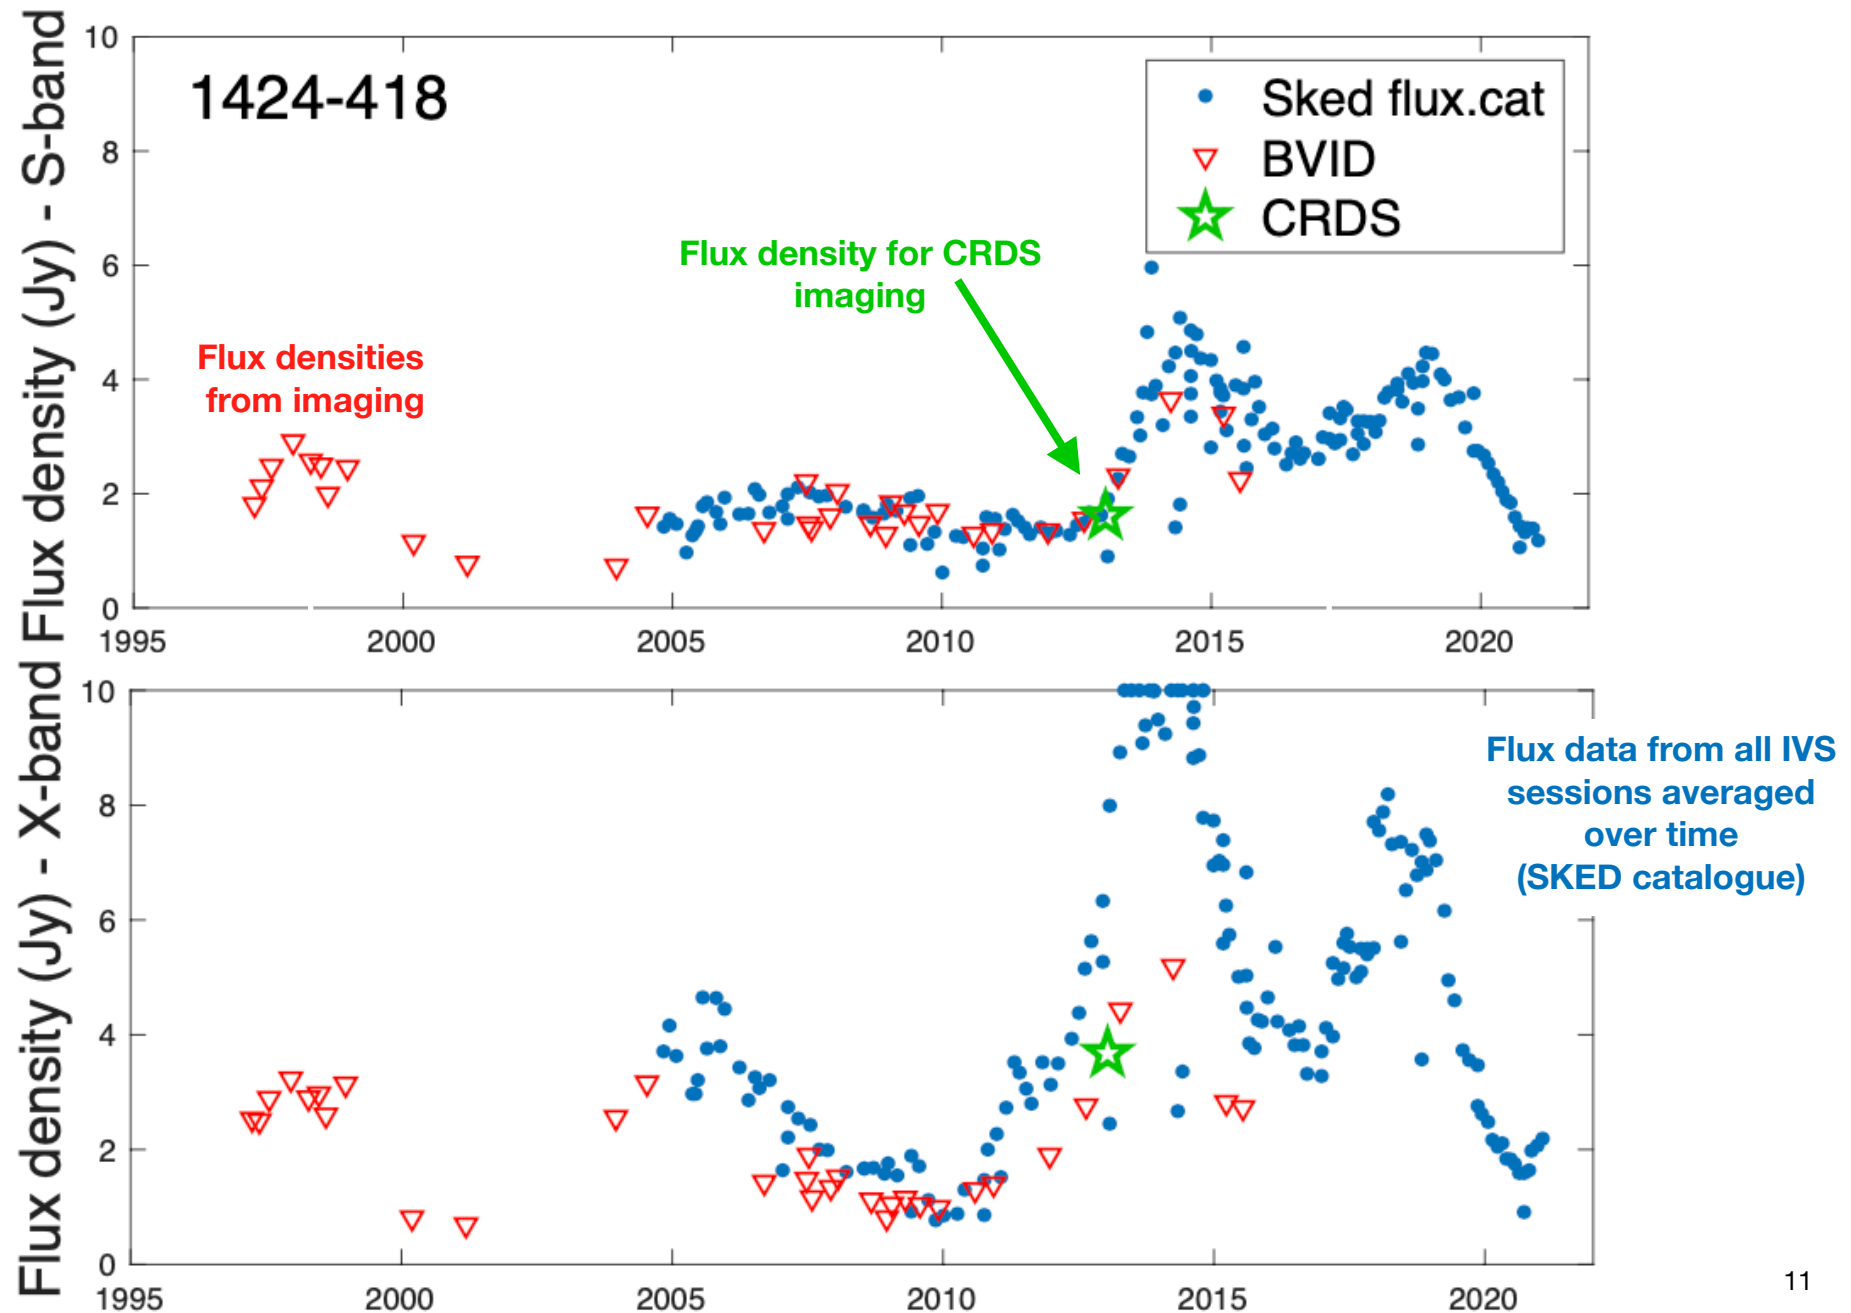 Flux density (Jy) - S-band
10
8
6
4
2
0
1424-418
Sked flux.cat
BVID
CRDS
Flux density for CRDS
imaging
Flux densities
from imaging
1995
2000
2005
2010
2015
2020
Flux density (Jy) - X-band
10
8
6
4
2
0
Flux data from all IVS
sessions averaged
over time
(SKED catalogue)
1995
2000
2005
2010
2015
2020
11